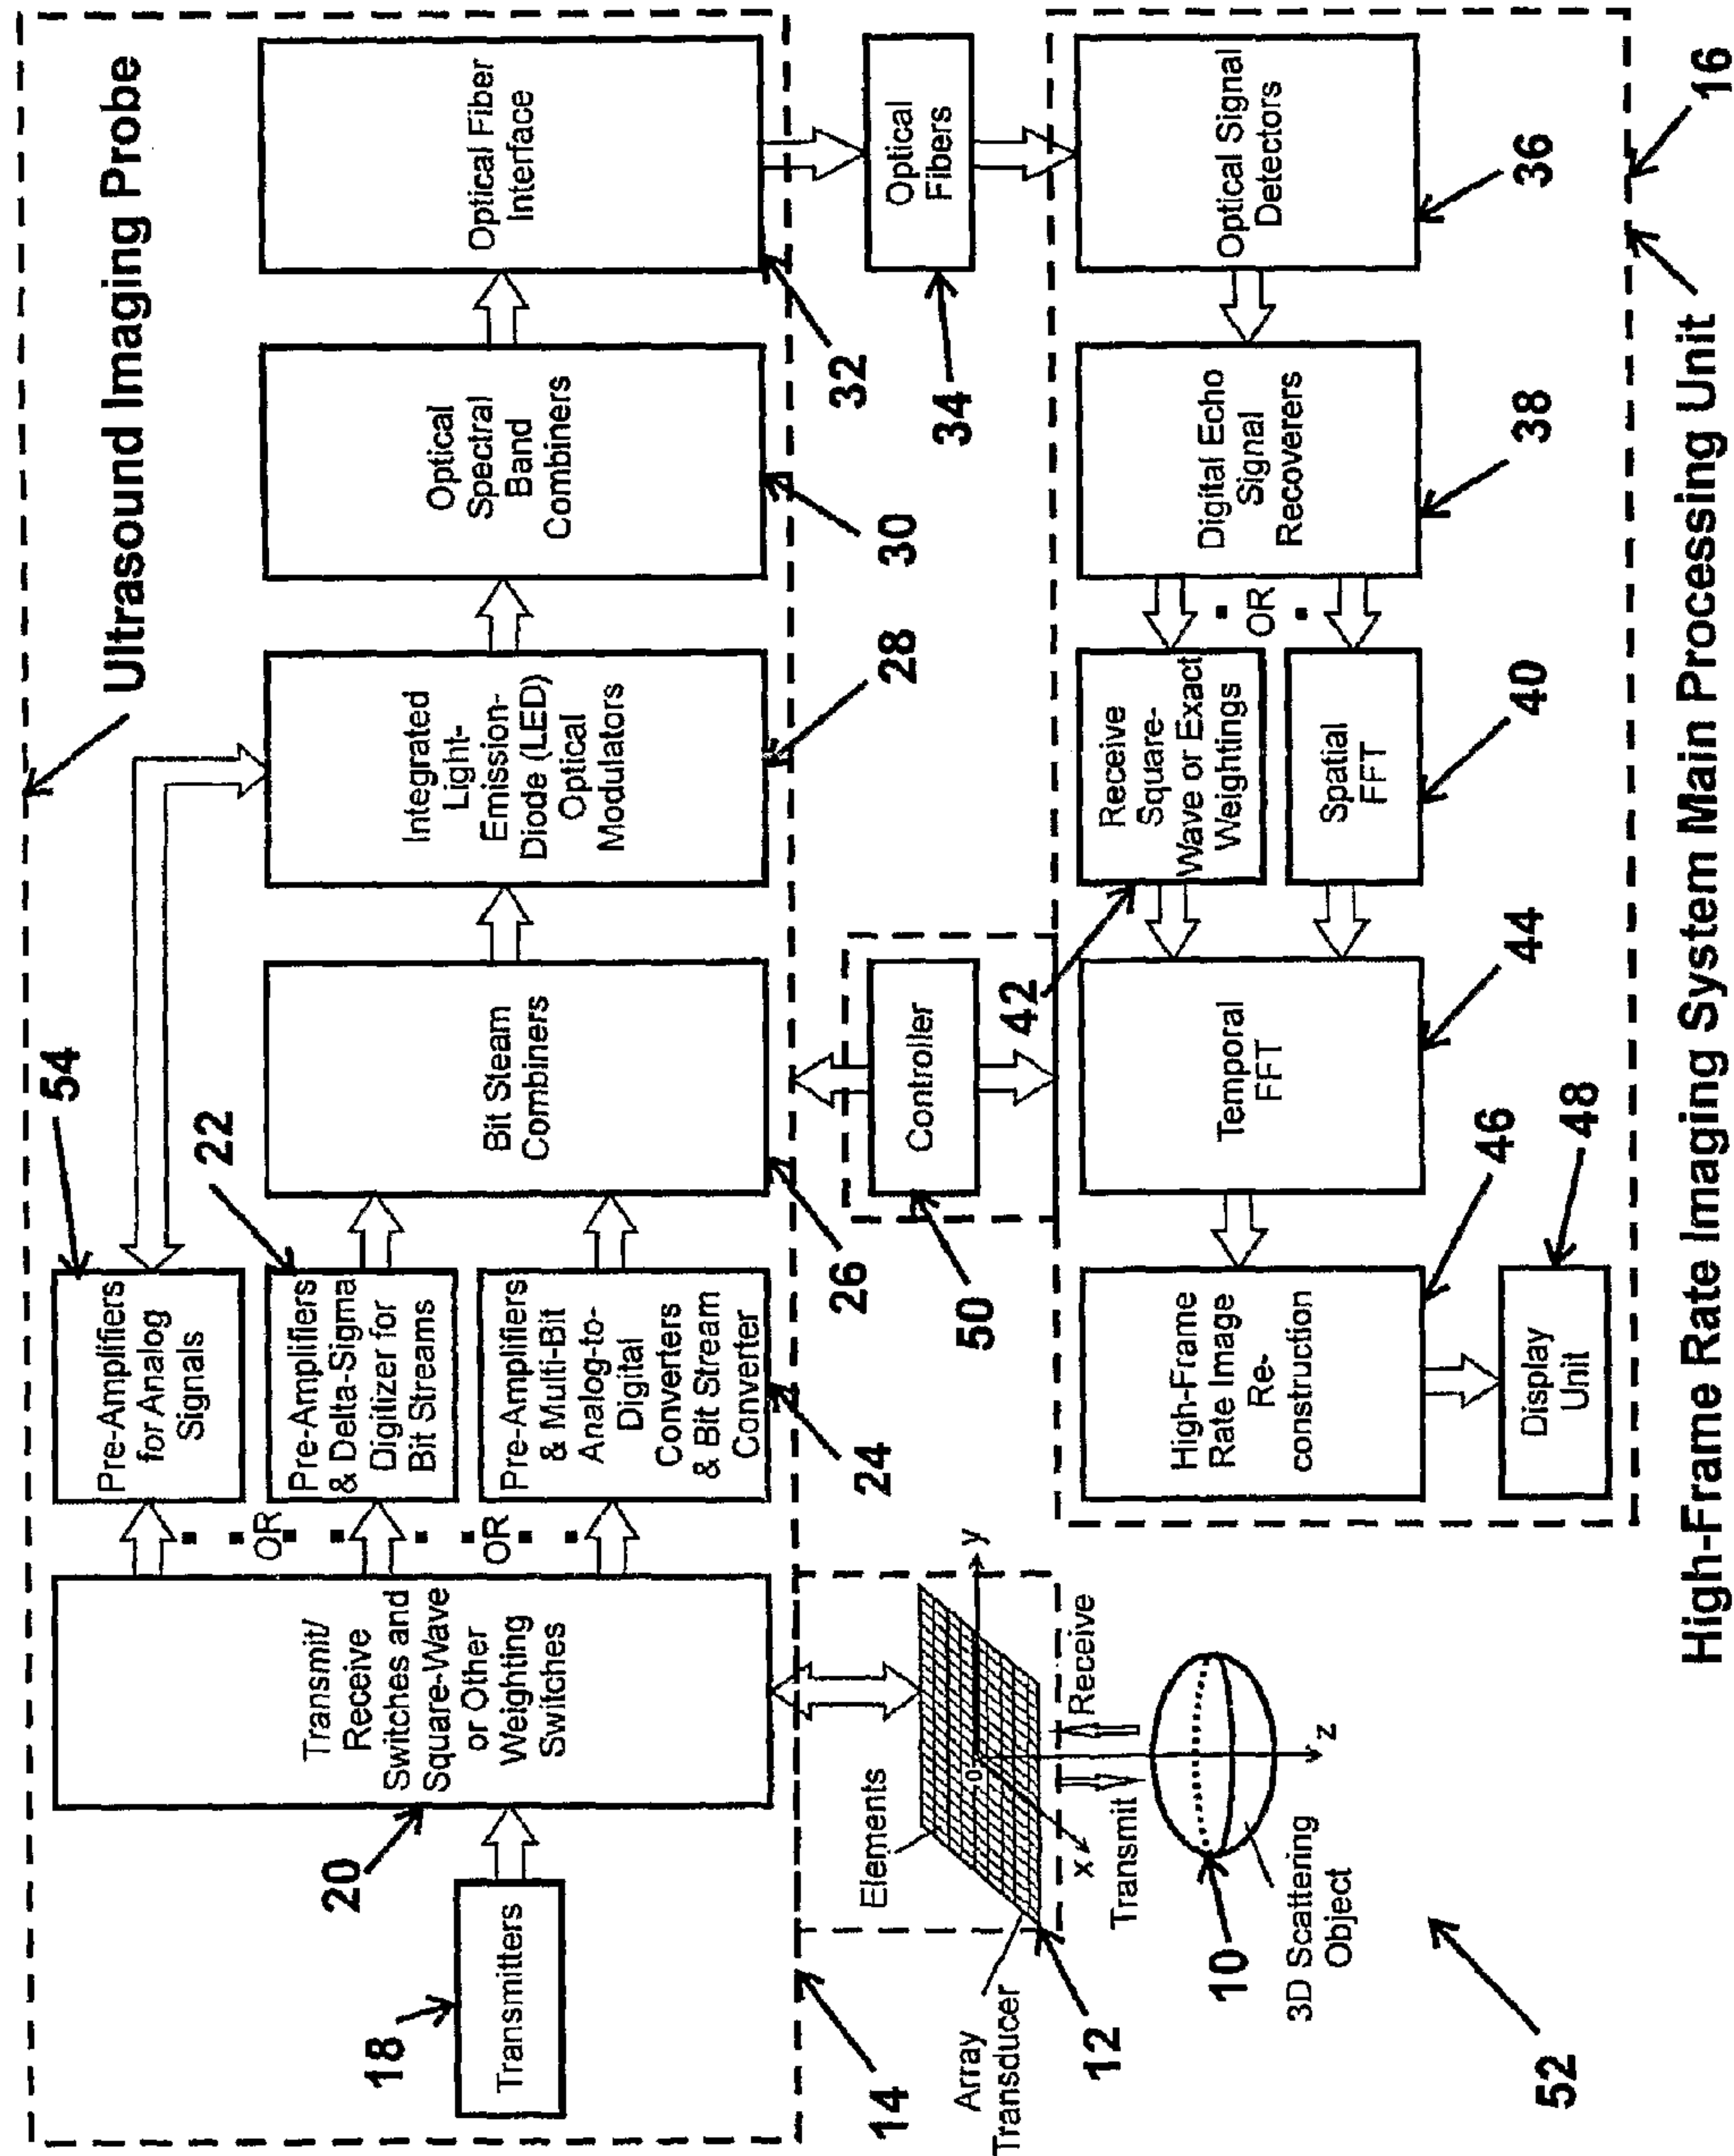 Ultrasound Imaging Probe
54
Pre-Amplifiers
for Analog
Signals
22
OR
Transmit/
Receive
Switches and
Square-Wave
or Other
Weighting
Switches
Pre-Amplifiers
& Delta-Sigma
Digitizer for
Bit Streams
OR
Pre-Amplifiers
& Multi-Bit
Analog-to-
Digital
Converters
& Bit Stream
Converter
Bit Steam
Combiners
Integrated
Light-
Emission-
Diode (LED)
Optical
Modulators
Optical
Spectral
Band
Combiners
Optical Fiber
Interface
18
Transmitters
20
24
26
28
30
32
14
Array
Transducer
12
Elements
0
x
y
z
Transmit
Receive
10
3D Scattering
Object
52
50
Controller
34
Optical
Fibers
42
High-Frame
Rate Image
Re-
construction
Temporal
FFT
Receive
Square-
Wave or Exact
Weightings
OR
Spatial
FFT
Digital Echo
Signal
Recoverers
Optical Signal
Detectors
46
Display
Unit
48
44
40
38
36
16
High-Frame Rate Imaging System Main Processing Unit